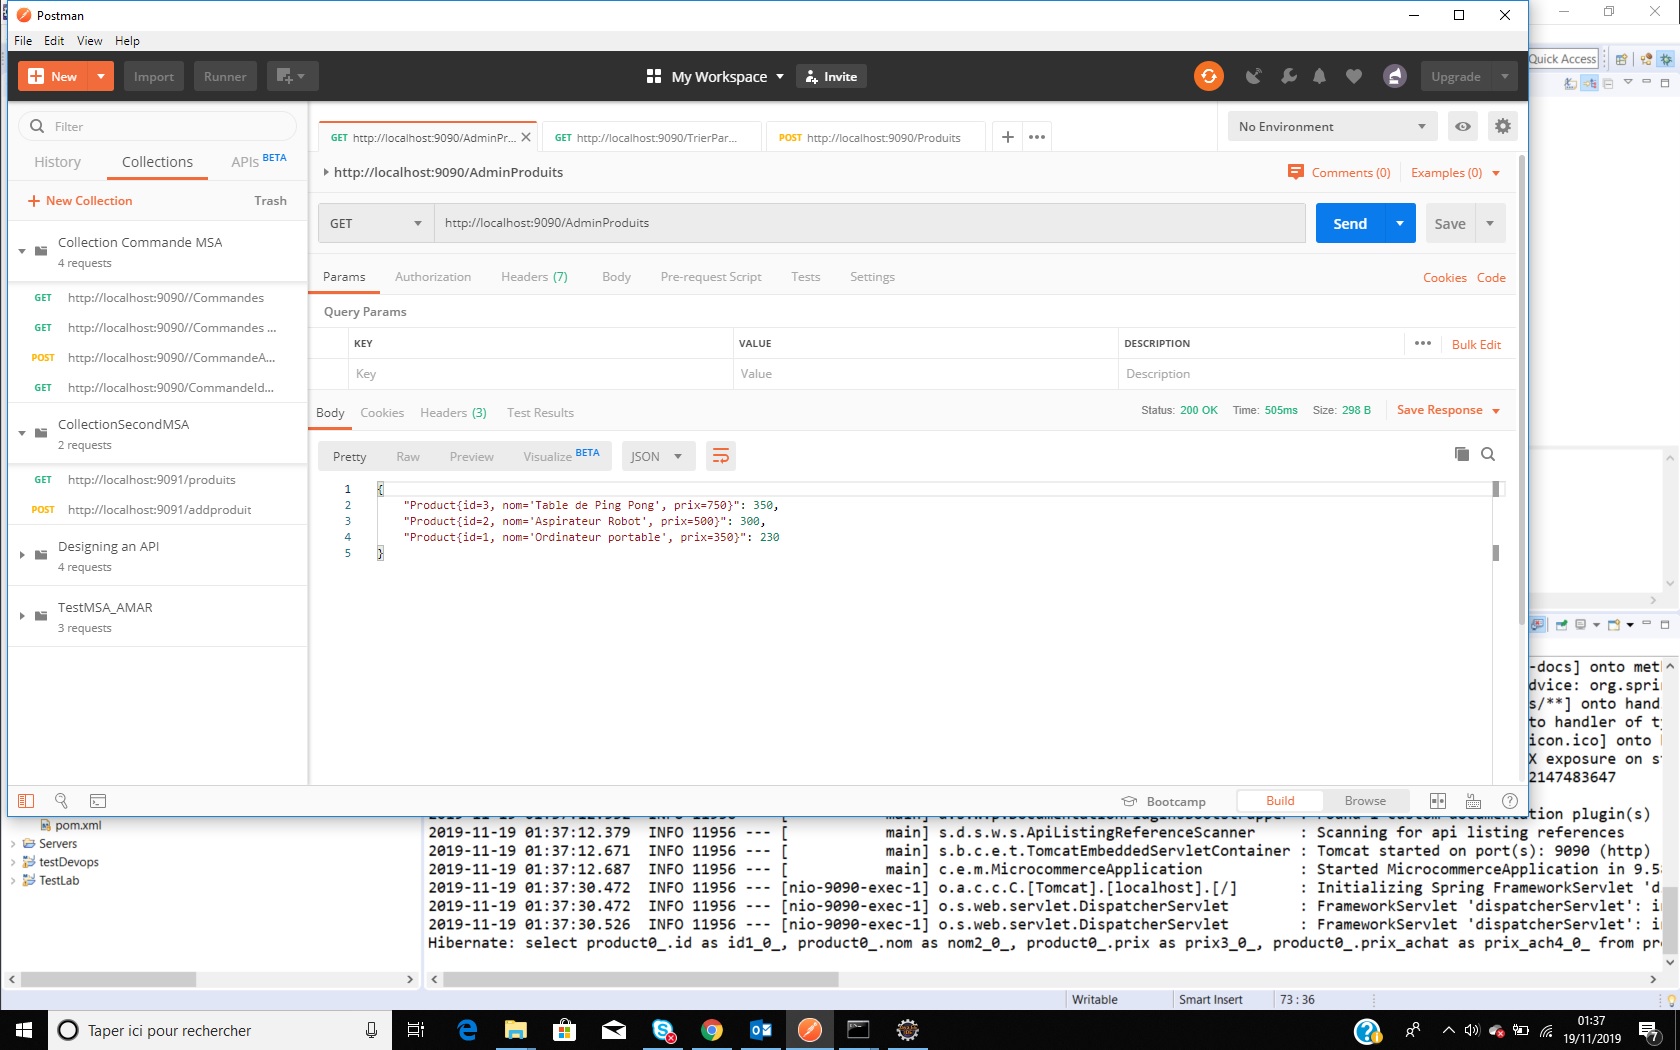 Postman
File Edit View Help
New Import Runner My Workspace Invite Upgrade
Quick Access
Filter
History Collections APIs BETA
New Collection Trash
Collection Commande MSA
4 requests
GET http://localhost:9090//Commandes
GET http://localhost:9090//Commandes ...
POST http://localhost:9090//CommandeA...
GET http://localhost:9090/CommandeId...
CollectionSecondMSA
2 requests
GET http://localhost:9091/produits
POST http://localhost:9091/addproduit
Designing an API
4 requests
TestMSA_AMAR
3 requests
GET http://localhost:9090/AdminPr... GET http://localhost:9090/TrierPar... POST http://localhost:9090/Produits
No Environment
http://localhost:9090/AdminProduits
Comments (0) Examples (0)
GET http://localhost:9090/AdminProduits Send Save
Params Authorization Headers (7) Body Pre-request Script Tests Settings Cookies Code
Query Params
KEY VALUE DESCRIPTION Bulk Edit
Key Value Description
Body Cookies Headers (3) Test Results Status: 200 OK Time: 505ms Size: 298 B Save Response
Pretty Raw Preview Visualize BETA JSON
1 {
2 "Product{id=3, nom='Table de Ping Pong', prix=750}": 350,
3 "Product{id=2, nom='Aspirateur Robot', prix=500}": 300,
4 "Product{id=1, nom='Ordinateur portable', prix=350}": 230
5 }
Bootcamp Build Browse
-docs] onto met
dvice: org.spri
s/**] onto hand
to handler of t
icon.ico] onto
X exposure on s
2147483647
tion plugin(s)
pom.xml
Servers
testDevops
TestLab
2019-11-19 01:37:12.379 INFO 11956 --- [ main] s.d.s.w.s.ApiListingReferenceScanner : Scanning for api listing references
2019-11-19 01:37:12.671 INFO 11956 --- [ main] s.b.c.e.t.TomcatEmbeddedServletContainer : Tomcat started on port(s): 9090 (http)
2019-11-19 01:37:12.687 INFO 11956 --- [ main] c.e.m.MicrocommerceApplication : Started MicrocommerceApplication in 9.5
2019-11-19 01:37:30.472 INFO 11956 --- [nio-9090-exec-1] o.a.c.c.C.[Tomcat].[localhost].[/] : Initializing Spring FrameworkServlet 'd
2019-11-19 01:37:30.472 INFO 11956 --- [nio-9090-exec-1] o.s.web.servlet.DispatcherServlet : FrameworkServlet 'dispatcherServlet': i
2019-11-19 01:37:30.526 INFO 11956 --- [nio-9090-exec-1] o.s.web.servlet.DispatcherServlet : FrameworkServlet 'dispatcherServlet': i
Hibernate: select product0_.id as id1_0_, product0_.nom as nom2_0_, product0_.prix as prix3_0_, product0_.prix_achat as prix_ach4_0_ from pr
Writable Smart Insert 73 : 36
Taper ici pour rechercher
01:37
19/11/2019
7